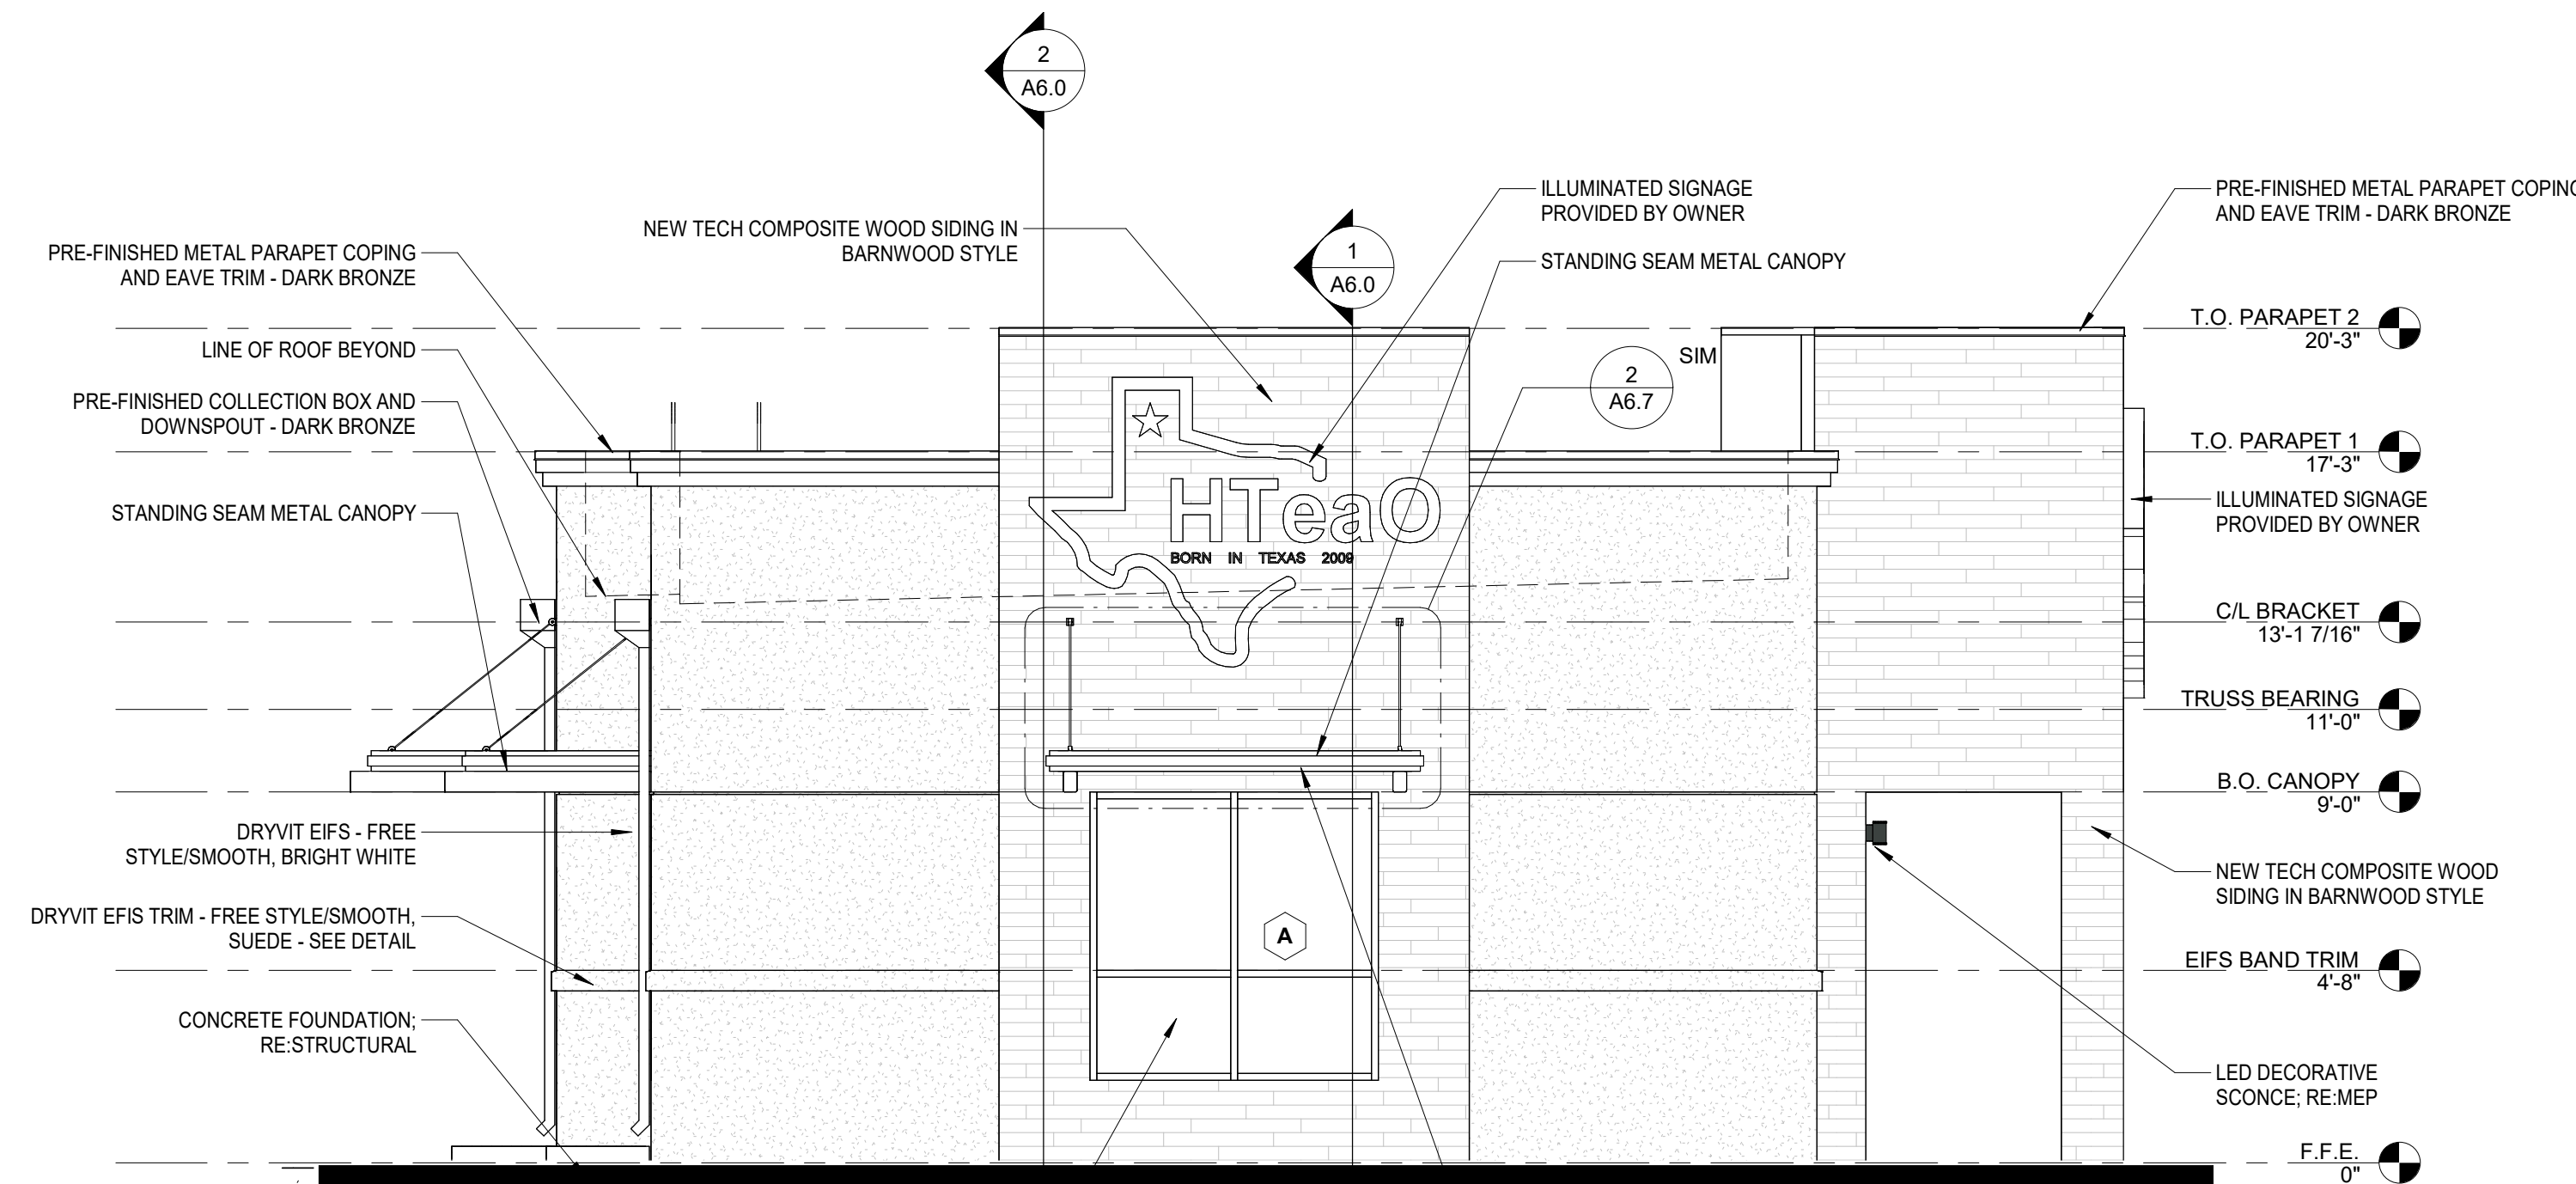 2
A6.0
ILLUMINATED SIGNAGE
PROVIDED BY OWNER
PRE-FINISHED METAL PARAPET COPING
AND EAVE TRIM - DARK BRONZE
NEW TECH COMPOSITE WOOD SIDING IN
BARNWOOD STYLE
1
A6.0
STANDING SEAM METAL CANOPY
PRE-FINISHED METAL PARAPET COPING
AND EAVE TRIM - DARK BRONZE
T.O. PARAPET 2
20'-3"
LINE OF ROOF BEYOND
SIM
2
A6.7
PRE-FINISHED COLLECTION BOX AND
DOWNSPOUT - DARK BRONZE
T.O. PARAPET 1
17'-3"
STANDING SEAM METAL CANOPY
HTeaO
BORN IN TEXAS 2009
ILLUMINATED SIGNAGE
PROVIDED BY OWNER
C/L BRACKET
13'-1 7/16"
TRUSS BEARING
11'-0"
B.O. CANOPY
9'-0"
DRYVIT EIFS - FREE
STYLE/SMOOTH, BRIGHT WHITE
NEW TECH COMPOSITE WOOD
SIDING IN BARNWOOD STYLE
DRYVIT EFIS TRIM - FREE STYLE/SMOOTH,
SUEDE - SEE DETAIL
A
EIFS BAND TRIM
4'-8"
CONCRETE FOUNDATION;
RE:STRUCTURAL
LED DECORATIVE
SCONCE; RE:MEP
F.F.E.
0"